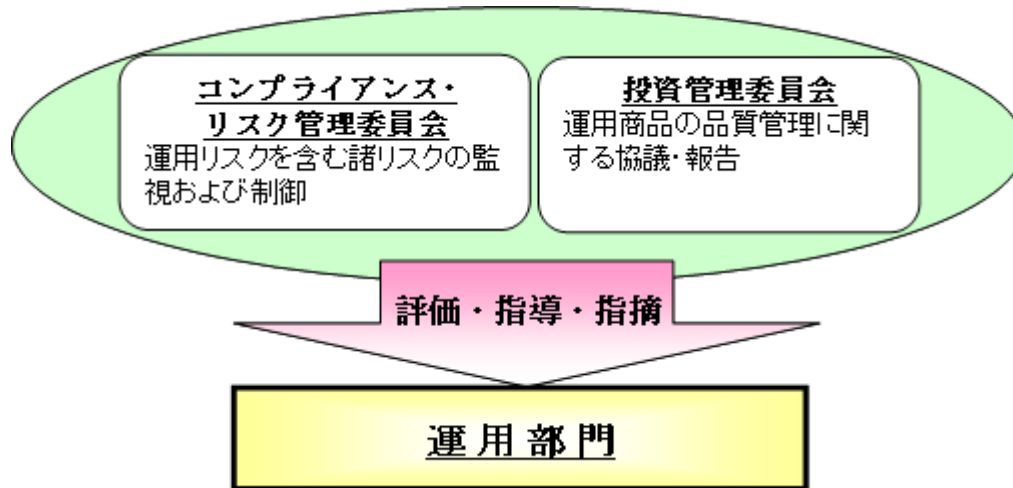 コンプライアンス・
リスク管理委員会
運用リスクを含む諸リスクの監
視および制御
投資管理委員会
運用商品の品質管理に関
する協議・報告
評価・指導・指摘
運用部門